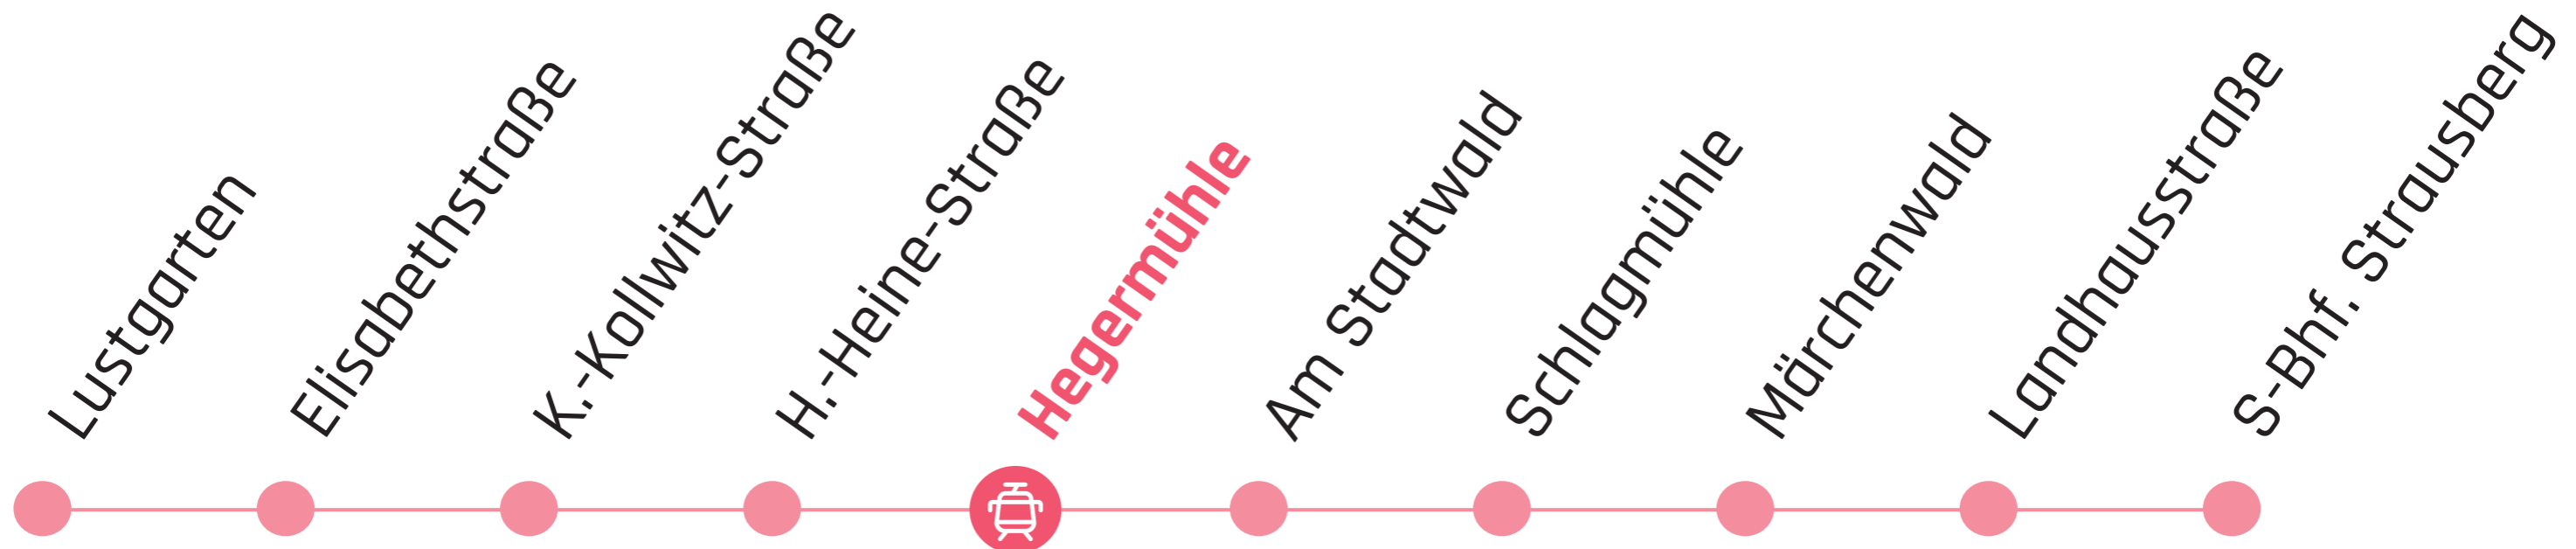 Lustgarten
Elisabethstraße
K.-Kollwitz-Straße
H.-Heine-Straße
Hegermühle
Am Stadtwald
Schlagmühle
Märchenwald
Landhausstraße
S-Bhf. Strausberg